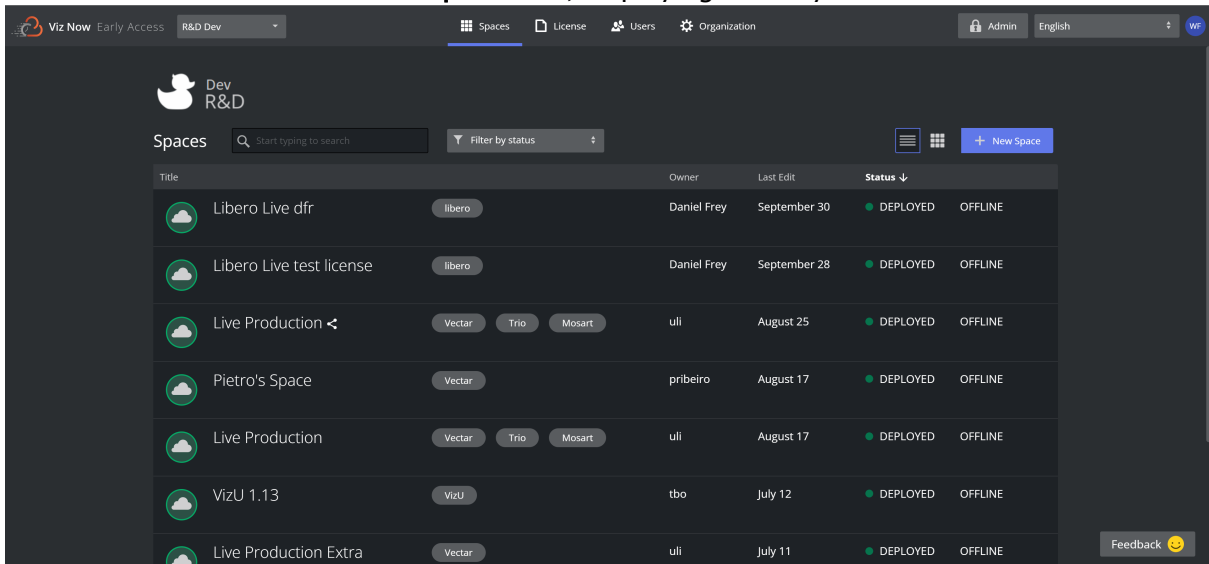 Viz Now Early Access R&D Dev Spaces License Users Organization Admin English WF
Dev
R&D
Spaces Start typing to search Filter by status + New Space
Title Owner Last Edit Status ↓
Libero Live dfr libero Daniel Frey September 30 DEPLOYED OFFLINE
Libero Live test license libero Daniel Frey September 28 DEPLOYED OFFLINE
Live Production Vectar Trio Mosart uli August 25 DEPLOYED OFFLINE
Pietro's Space Vectar pribeiro August 17 DEPLOYED OFFLINE
Live Production Vectar Trio Mosart uli August 17 DEPLOYED OFFLINE
VizU 1.13 VizU tbo July 12 DEPLOYED OFFLINE
Live Production Extra Vectar uli July 11 DEPLOYED OFFLINE
Feedback